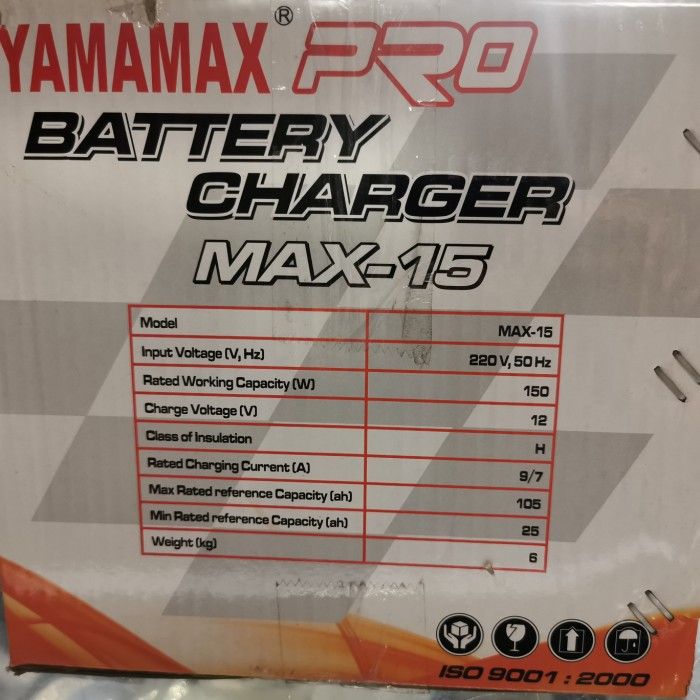 YAMAMAX® PRO
BATTERY
CHARGER
MAX-15
Model MAX-15
Input Voltage (V, Hz) 220 V, 50 Hz
Rated Working Capacity (W) 150
Charge Voltage (V) 12
Class of Insulation H
Rated Charging Current (A) 9/7
Max Rated reference Capacity (ah) 105
Min Rated reference Capacity (ah) 25
Weight (kg) 6
ISO 9001 : 2000